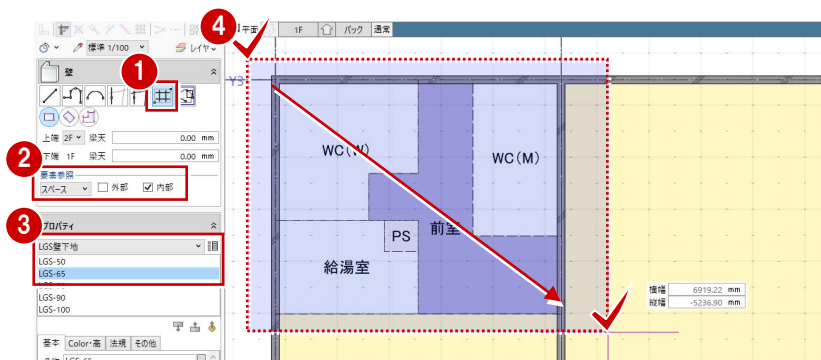 4
平面
1F
パック
通常
標準 1/100
レイヤ
壁
1
Y3
上端 2F 梁天 0.00 mm
下端 1F 梁天 0.00 mm
2
要素参照
スペース 外部 内部
3
プロパティ
LGS壁下地
LGS-50
LGS-65
LGS-90
LGS-100
基本 Color・高 法規 その他
LGS-65
WC(W)
WC(M)
PS
前室
給湯室
横幅 6919.22 mm
縦幅 -5236.90 mm